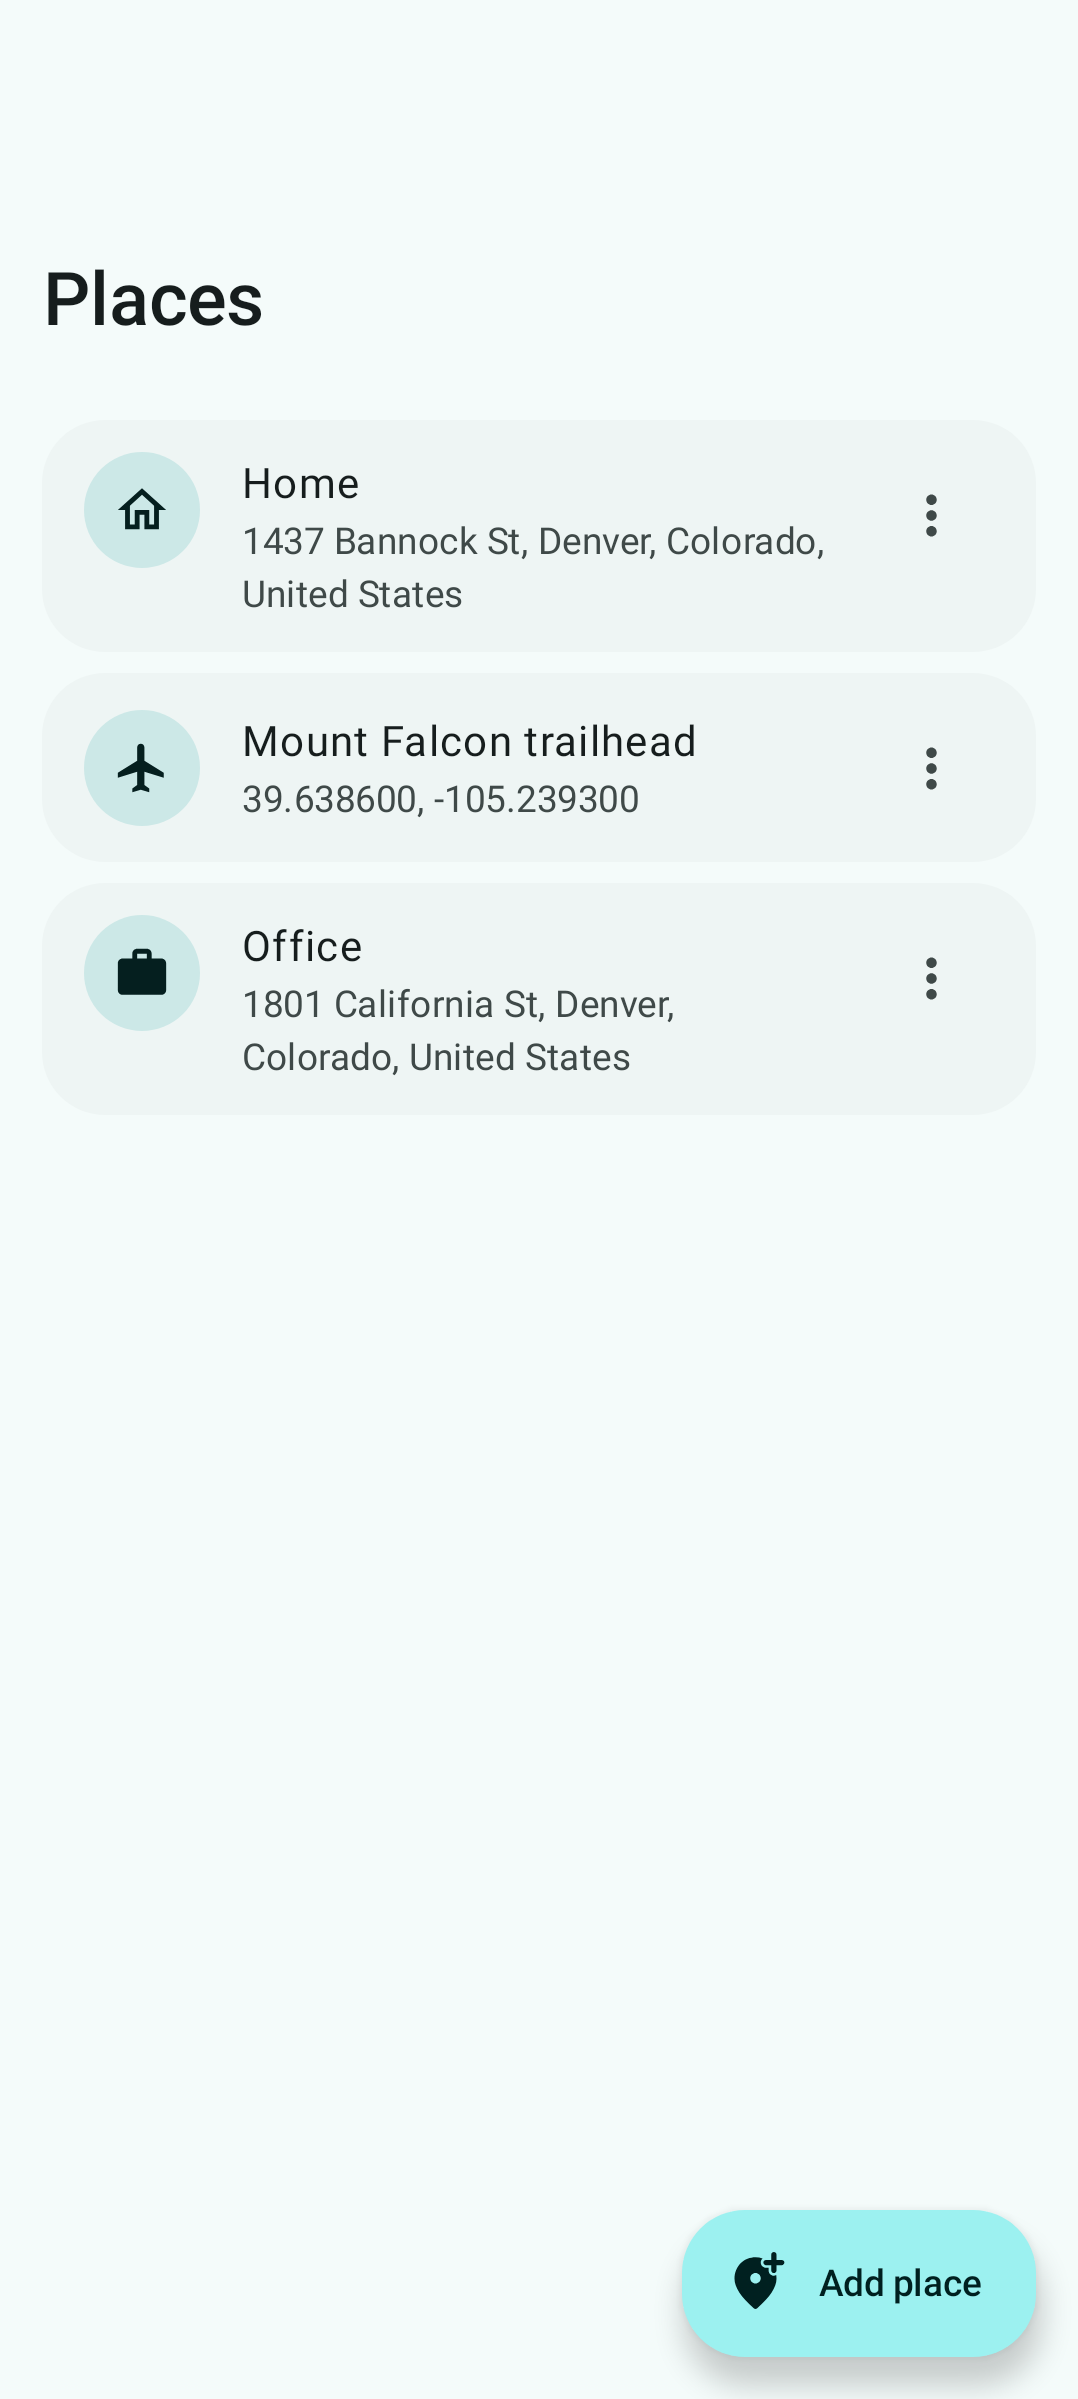 Places
Home
1437 Bannock St, Denver, Colorado,
United States
Mount Falcon trailhead
39.638600, -105.239300
Office
1801 California St, Denver,
Colorado, United States
Add place